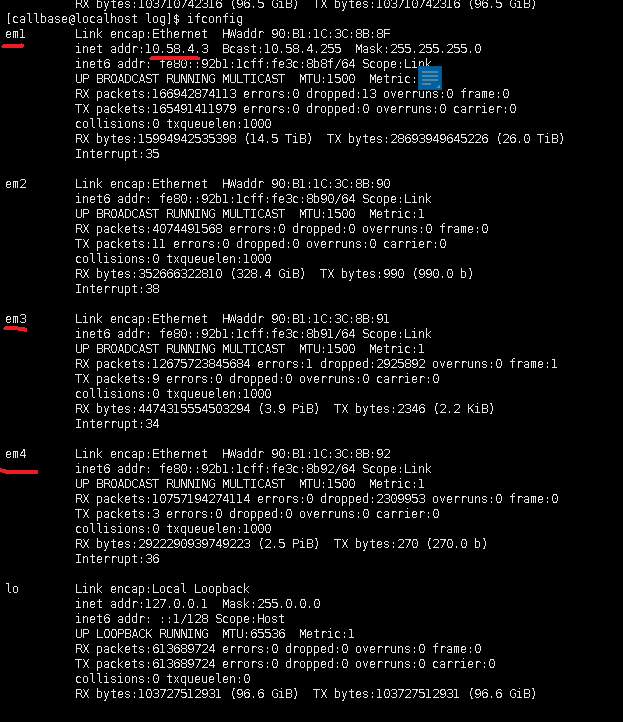 RX bytes:103710742316 (96.5 GiB)  TX bytes:103710742316 (96.5 GiB)
[callbase@localhost log]$ ifconfig
em1 Link encap:Ethernet  HWaddr 90:B1:1C:3C:8B:8F
inet addr:10.58.4.3  Bcast:10.58.4.255  Mask:255.255.255.0
inet6 addr: fe80::92b1:1cff:fe3c:8b8f/64 Scope:Link
UP BROADCAST RUNNING MULTICAST  MTU:1500  Metric:
RX packets:166942874113 errors:0 dropped:13 overruns:0 frame:0
TX packets:165491411979 errors:0 dropped:0 overruns:0 carrier:0
collisions:0 txqueuelen:1000
RX bytes:15994942535398 (14.5 TiB)  TX bytes:28693949645226 (26.0 TiB)
Interrupt:35
em2 Link encap:Ethernet  HWaddr 90:B1:1C:3C:8B:90
inet6 addr: fe80::92b1:1cff:fe3c:8b90/64 Scope:Link
UP BROADCAST RUNNING MULTICAST  MTU:1500  Metric:1
RX packets:4074491568 errors:0 dropped:0 overruns:0 frame:0
TX packets:11 errors:0 dropped:0 overruns:0 carrier:0
collisions:0 txqueuelen:1000
RX bytes:352666322810 (328.4 GiB)  TX bytes:990 (990.0 b)
Interrupt:38
em3 Link encap:Ethernet  HWaddr 90:B1:1C:3C:8B:91
inet6 addr: fe80::92b1:1cff:fe3c:8b91/64 Scope:Link
UP BROADCAST RUNNING MULTICAST  MTU:1500  Metric:1
RX packets:12675723845684 errors:1 dropped:2925892 overruns:0 frame:1
TX packets:9 errors:0 dropped:0 overruns:0 carrier:0
collisions:0 txqueuelen:1000
RX bytes:4474315554503294 (3.9 PiB)  TX bytes:2346 (2.2 KiB)
Interrupt:34
em4 Link encap:Ethernet  HWaddr 90:B1:1C:3C:8B:92
inet6 addr: fe80::92b1:1cff:fe3c:8b92/64 Scope:Link
UP BROADCAST RUNNING MULTICAST  MTU:1500  Metric:1
RX packets:10757194274114 errors:0 dropped:2309953 overruns:0 frame:0
TX packets:3 errors:0 dropped:0 overruns:0 carrier:0
collisions:0 txqueuelen:1000
RX bytes:2922290939749223 (2.5 PiB)  TX bytes:270 (270.0 b)
Interrupt:36
lo Link encap:Local Loopback
inet addr:127.0.0.1  Mask:255.0.0.0
inet6 addr: ::1/128 Scope:Host
UP LOOPBACK RUNNING  MTU:65536  Metric:1
RX packets:613689724 errors:0 dropped:0 overruns:0 frame:0
TX packets:613689724 errors:0 dropped:0 overruns:0 carrier:0
collisions:0 txqueuelen:0
RX bytes:103727512931 (96.6 GiB)  TX bytes:103727512931 (96.6 GiB)